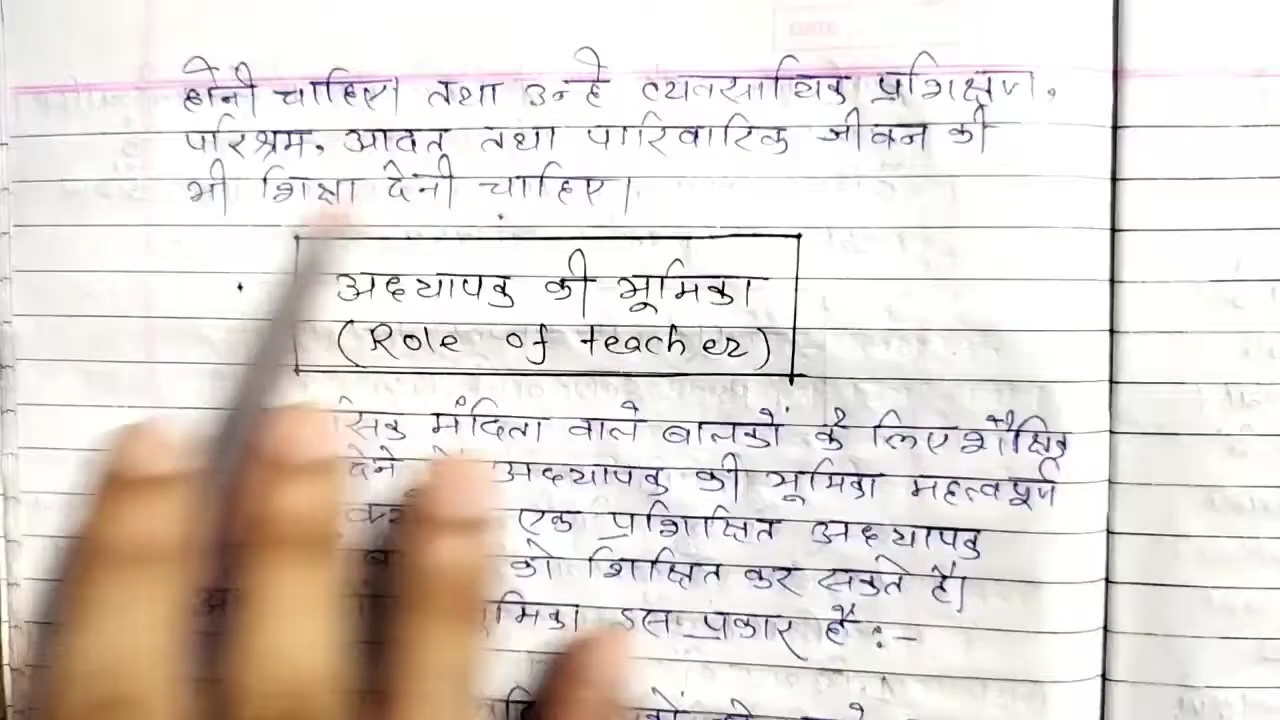 होनी चाहिए। तथा उन्हे व्यवसायिक प्रशिक्षण,
परिश्रम, आदत तथा पारिवारिक जीवन की
भी शिक्षा देनी चाहिए।
अध्यापक की भूमिका
(Role of teacher)
मंदिता वाले बालकों के लिए शैक्षिक
देने अध्यापक की भूमिका महत्वपूर्ण
एक प्रशिक्षित अध्यापक
को शिक्षित कर सकते है।
इस प्रकार है :-